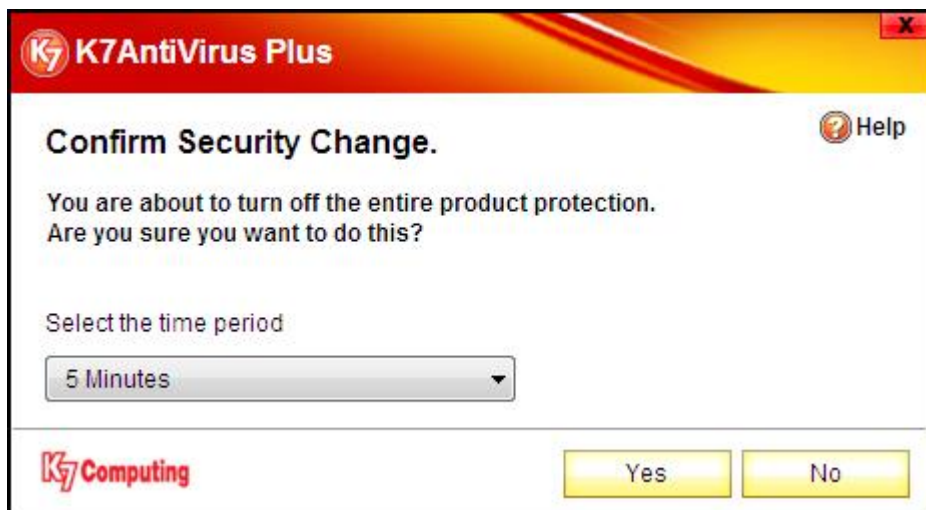 K7AntiVirus Plus
X
Help
Confirm Security Change.
You are about to turn off the entire product protection.
Are you sure you want to do this?
Select the time period
5 Minutes
K7 Computing
Yes
No